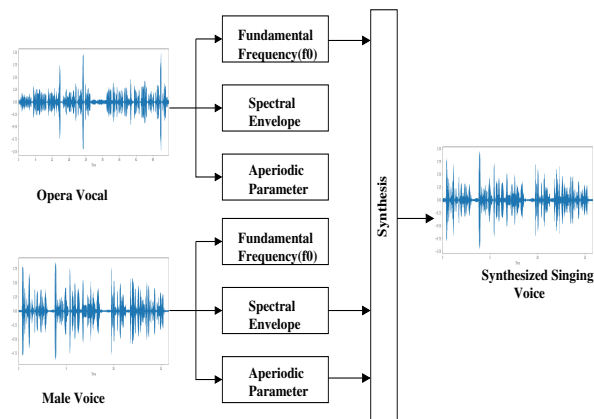 Fundamental
Frequency(f0)
Spectral
Envelope
Aperiodic
Parameter
Opera Vocal
Fundamental
Frequency(f0)
Spectral
Envelope
Aperiodic
Parameter
Male Voice
Synthesis
Synthesized Singing
Voice